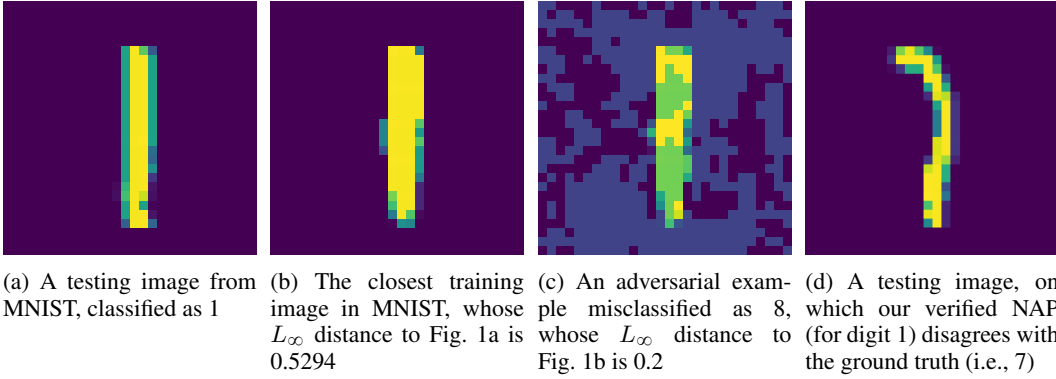 (a) A testing image from
MNIST, classified as 1
(b) The closest training
image in MNIST, whose
L∞ distance to Fig. 1a is
0.5294
(c) An adversarial exam-
ple misclassified as 8,
whose L∞ distance to
Fig. 1b is 0.2
(d) A testing image, on
which our verified NAP
(for digit 1) disagrees with
the ground truth (i.e., 7)